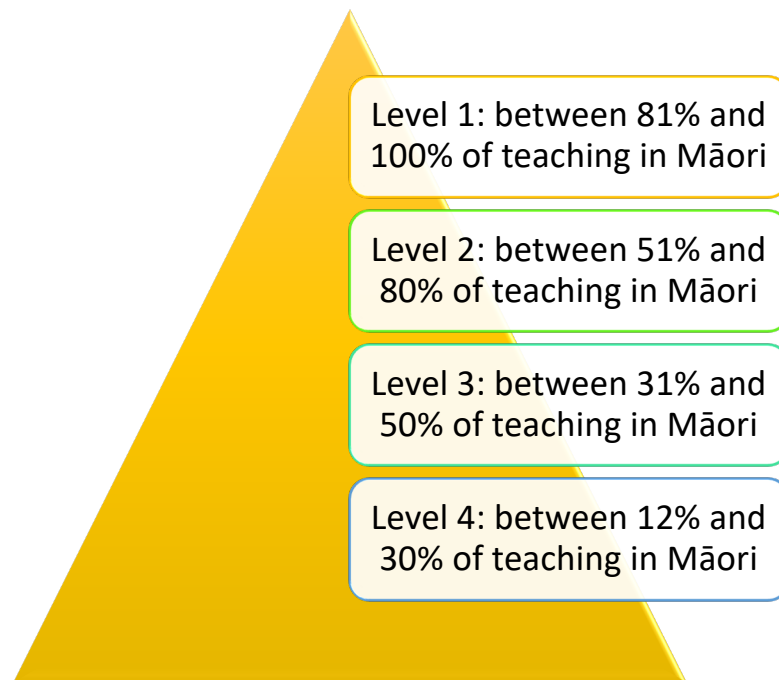 Level 1: between 81% and
100% of teaching in Māori
Level 2: between 51% and
80% of teaching in Māori
Level 3: between 31% and
50% of teaching in Māori
Level 4: between 12% and
30% of teaching in Māori